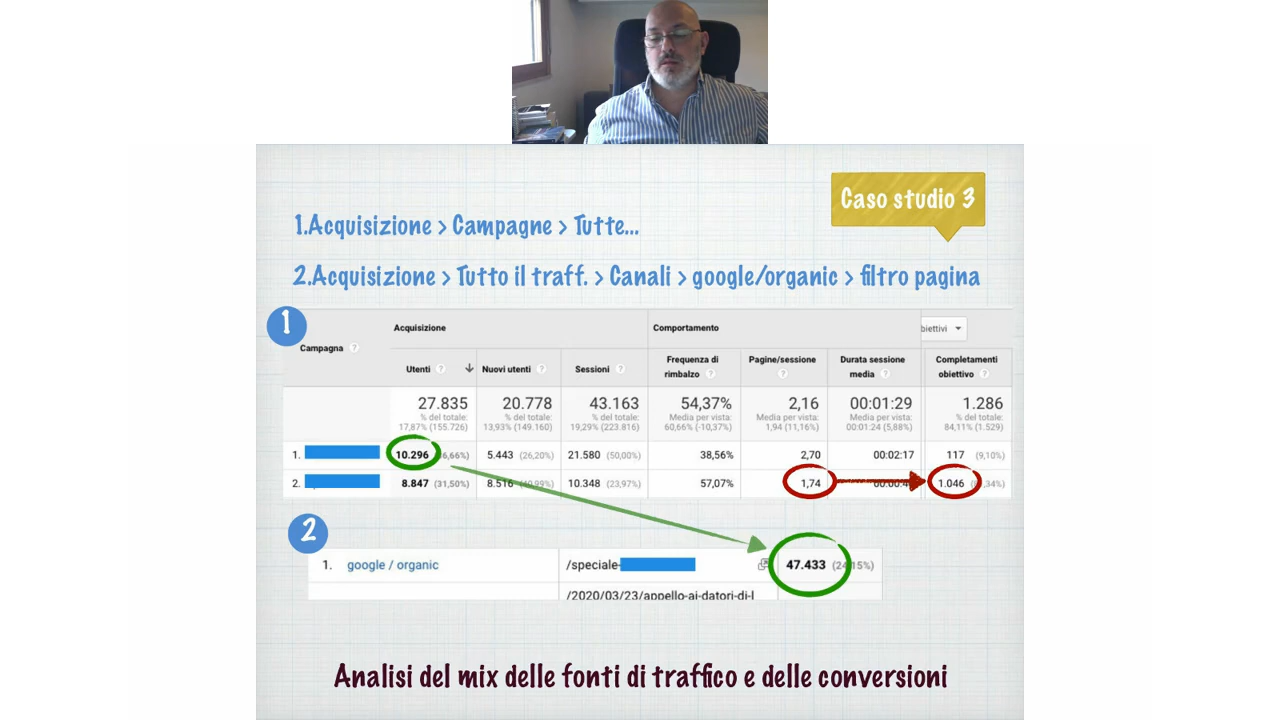 Caso studio 3
1.Acquisizione > Campagne > Tutte...
2.Acquisizione > Tutto il traff. > Canali > google/organic > filtro pagina
1
Acquisizione Comportamento biettivi
Campagna
Utenti Nuovi utenti Sessioni Frequenza di rimbalzo Pagine/sessione Durata sessione media Completamenti obiettivo
27.835 20.778 43.163 54,37% 2,16 00:01:29 1.286
% del totale: % del totale: % del totale: Media per vista: Media per vista: Media per vista: % del totale:
17,87% (155.726) 13,93% (149.160) 19,29% (223.816) 60,66% (-10,37%) 1,94 (11,16%) 00:01:24 (5,88%) 84,11% (1.529)
1. 10.296 5.443 (26,20%) 21.580 (50,00%) 38,56% 2,70 00:02:17 117 (9,10%)
2. 8.847 (31,50%) 8.516 10.348 (23,97%) 57,07% 1,74 1.046
2
1. google / organic /speciale- 47.433
/2020/03/23/appello-ai-datori-di-l
Analisi del mix delle fonti di traffico e delle conversioni